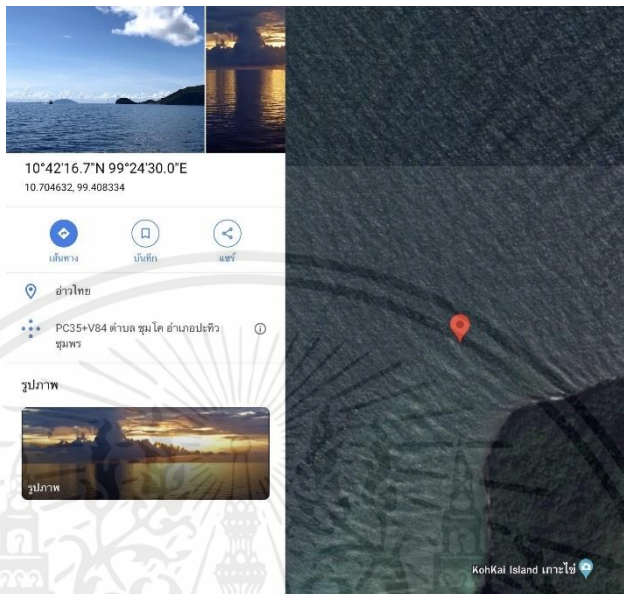 10°42'16.7"N 99°24'30.0"E
10.704632, 99.408334
เส้นทาง
บันทึก
แชร์
อ่าวไทย
PC35+V84 ตำบล ชุมโค อำเภอปะทิว
ชุมพร
รูปภาพ
รูปภาพ
KohKai Island เกาะไข่